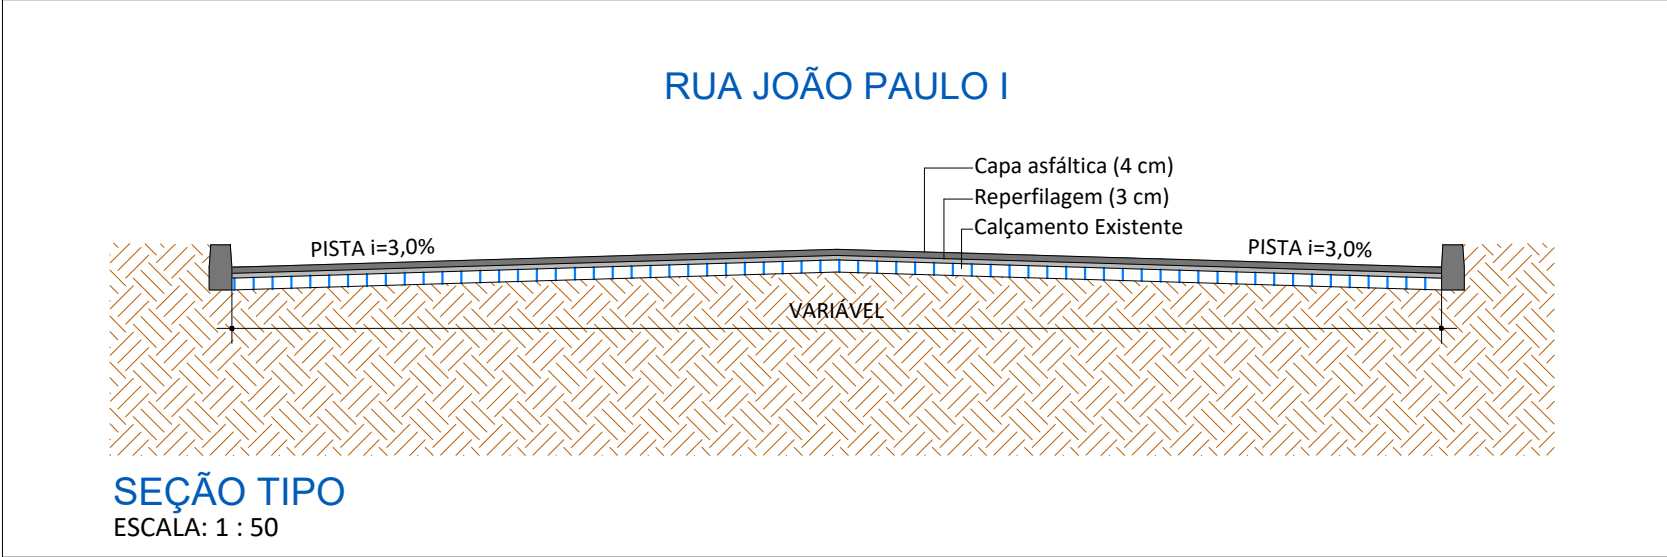 RUA JOÃO PAULO I
Capa asfáltica (4 cm)
Reperfilagem (3 cm)
Calçamento Existente
PISTA i=3,0%
PISTA i=3,0%
VARIÁVEL
SEÇÃO TIPO
ESCALA: 1 : 50